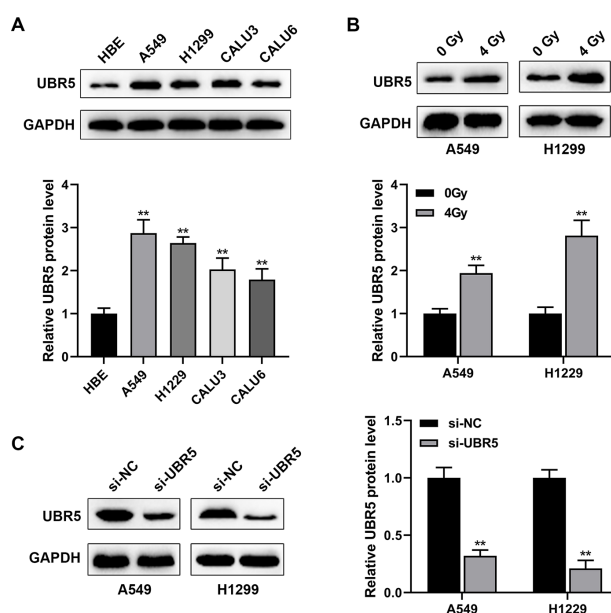 A
HBE A549 H1299 CALU3 CALU6
UBR5
GAPDH
Relative UBR5 protein level
4
3
2
1
0
** ** ** **
HBE A549 H1229 CALU3 CALU6
B
0 Gy 4 Gy 0 Gy 4 Gy
UBR5
GAPDH
A549 H1299
Relative UBR5 protein level
4
3
2
1
0
0Gy
4Gy
** **
A549 H1229
C
si-NC si-UBR5 si-NC si-UBR5
UBR5
GAPDH
A549 H1299
Relative UBR5 protein level
1.5
1.0
0.5
0.0
si-NC
si-UBR5
** **
A549 H1229